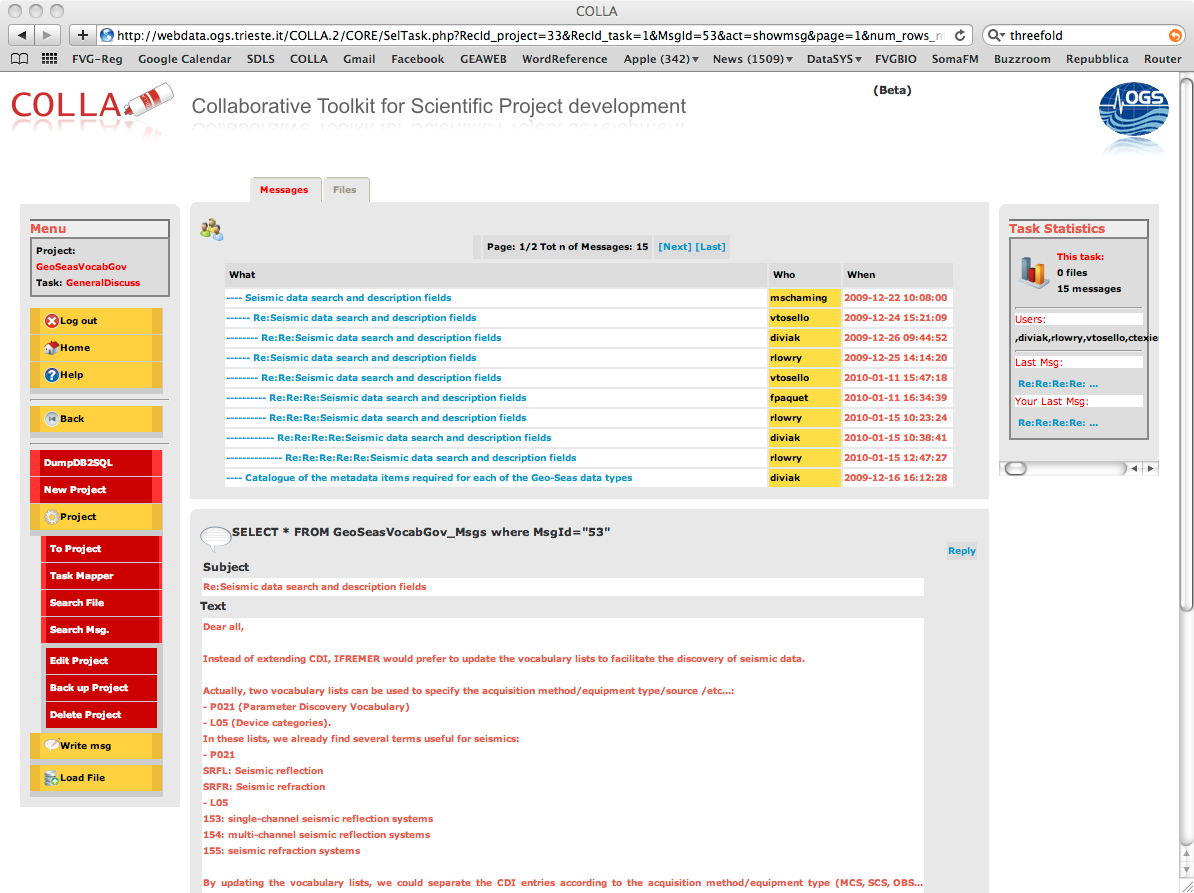 COLLA
http://webdata.ogs.trieste.it/COLLA.2/CORE/SelTask.php?RecId_project=33&RecId_task=1&MsgId=53&act=showmsg&page=1&num_rows_n
threefold
FVG-Reg Google Calendar SDLS COLLA Gmail Facebook GEAWEB WordReference Apple (342) News (1509) DataSYS FVGBIO SomaFM Buzzroom Repubblica Router
COLLA
Collaborative Toolkit for Scientific Project development
(Beta)
OGS
Messages
Files
Menu
Project:
GeoSeasVocabGov
Task: GeneralDiscuss
Log out
Home
Help
Back
DumpDB2SQL
New Project
Project
To Project
Task Mapper
Search File
Search Msg.
Edit Project
Back up Project
Delete Project
Write msg
Load File
Page: 1/2 Tot n of Messages: 15 [Next] [Last]
What Who When
---- Seismic data search and description fields mschaming 2009-12-22 10:08:00
------ Re:Seismic data search and description fields vtosello 2009-12-24 15:21:09
-------- Re:Re:Seismic data search and description fields diviak 2009-12-26 09:44:52
------ Re:Seismic data search and description fields rlowry 2009-12-25 14:14:20
-------- Re:Re:Seismic data search and description fields vtosello 2010-01-11 15:47:18
---------- Re:Re:Re:Seismic data search and description fields fpaquet 2010-01-11 16:34:39
---------- Re:Re:Re:Seismic data search and description fields rlowry 2010-01-15 10:23:24
------------ Re:Re:Re:Re:Seismic data search and description fields diviak 2010-01-15 10:38:41
-------------- Re:Re:Re:Re:Re:Seismic data search and description fields rlowry 2010-01-15 12:47:27
---- Catalogue of the metadata items required for each of the Geo-Seas data types diviak 2009-12-16 16:12:28
SELECT * FROM GeoSeasVocabGov_Msgs where MsgId="53"
Reply
Subject
Re:Seismic data search and description fields
Text
Dear all,
Instead of extending CDI, IFREMER would prefer to update the vocabulary lists to facilitate the discovery of seismic data.
Actually, two vocabulary lists can be used to specify the acquisition method/equipment type/source /etc...:
- P021 (Parameter Discovery Vocabulary)
- L05 (Device categories).
In these lists, we already find several terms useful for seismics:
- P021
SRFL: Seismic reflection
SRFR: Seismic refraction
- L05
153: single-channel seismic reflection systems
154: multi-channel seismic reflection systems
155: seismic refraction systems
By updating the vocabulary lists, we could separate the CDI entries according to the acquisition method/equipment type (MCS, SCS, OBS...
Task Statistics
This task:
0 files
15 messages
Users:
,diviak,rlowry,vtosello,ctexier
Last Msg:
Re:Re:Re:Re: ...
Your Last Msg:
Re:Re:Re:Re: ...